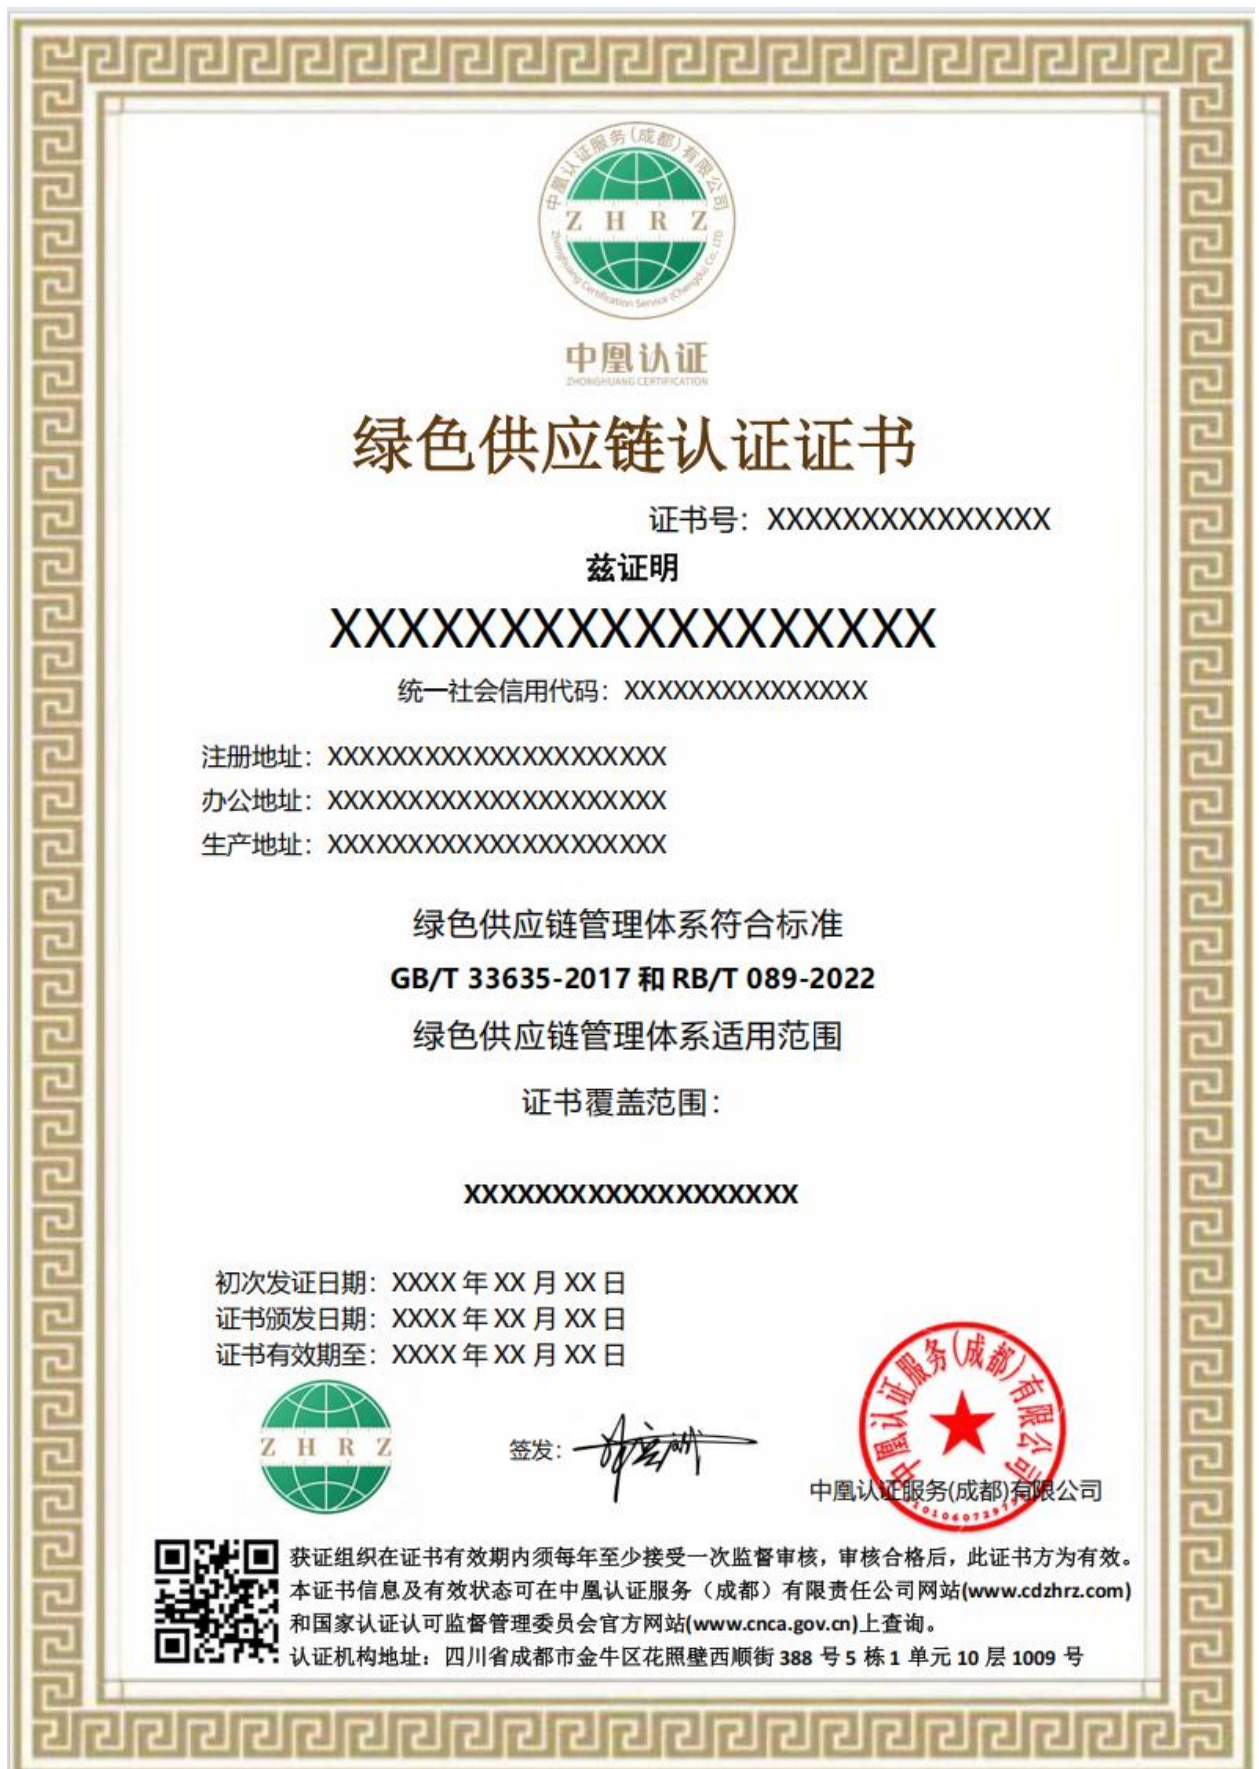 中凰认证服务(成都)有限公司
Z H R Z
Zhonghuang Certification Service (Chengdu) Co., LTD
中凰认证
ZHONGHUANG CERTIFICATION
绿色供应链认证证书
证书号：XXXXXXXXXXXXXXX
兹证明
XXXXXXXXXXXXXXXXXX
统一社会信用代码：XXXXXXXXXXXXXXX
注册地址：XXXXXXXXXXXXXXXXXXXXX
办公地址：XXXXXXXXXXXXXXXXXXXXX
生产地址：XXXXXXXXXXXXXXXXXXXXX
绿色供应链管理体系符合标准
GB/T 33635-2017 和 RB/T 089-2022
绿色供应链管理体系适用范围
证书覆盖范围：
XXXXXXXXXXXXXXXXXXX
初次发证日期：XXXX 年 XX 月 XX 日
证书颁发日期：XXXX 年 XX 月 XX 日
证书有效期至：XXXX 年 XX 月 XX 日
Z H R Z
签发：
中凰认证服务(成都)有限公司
中凰认证服务(成都)有限公司
获证组织在证书有效期内须每年至少接受一次监督审核，审核合格后，此证书方为有效。
本证书信息及有效状态可在中凰认证服务（成都）有限责任公司网站(www.cdzhrz.com)
和国家认证认可监督管理委员会官方网站(www.cnca.gov.cn)上查询。
认证机构地址：四川省成都市金牛区花照壁西顺街 388 号 5 栋 1 单元 10 层 1009 号